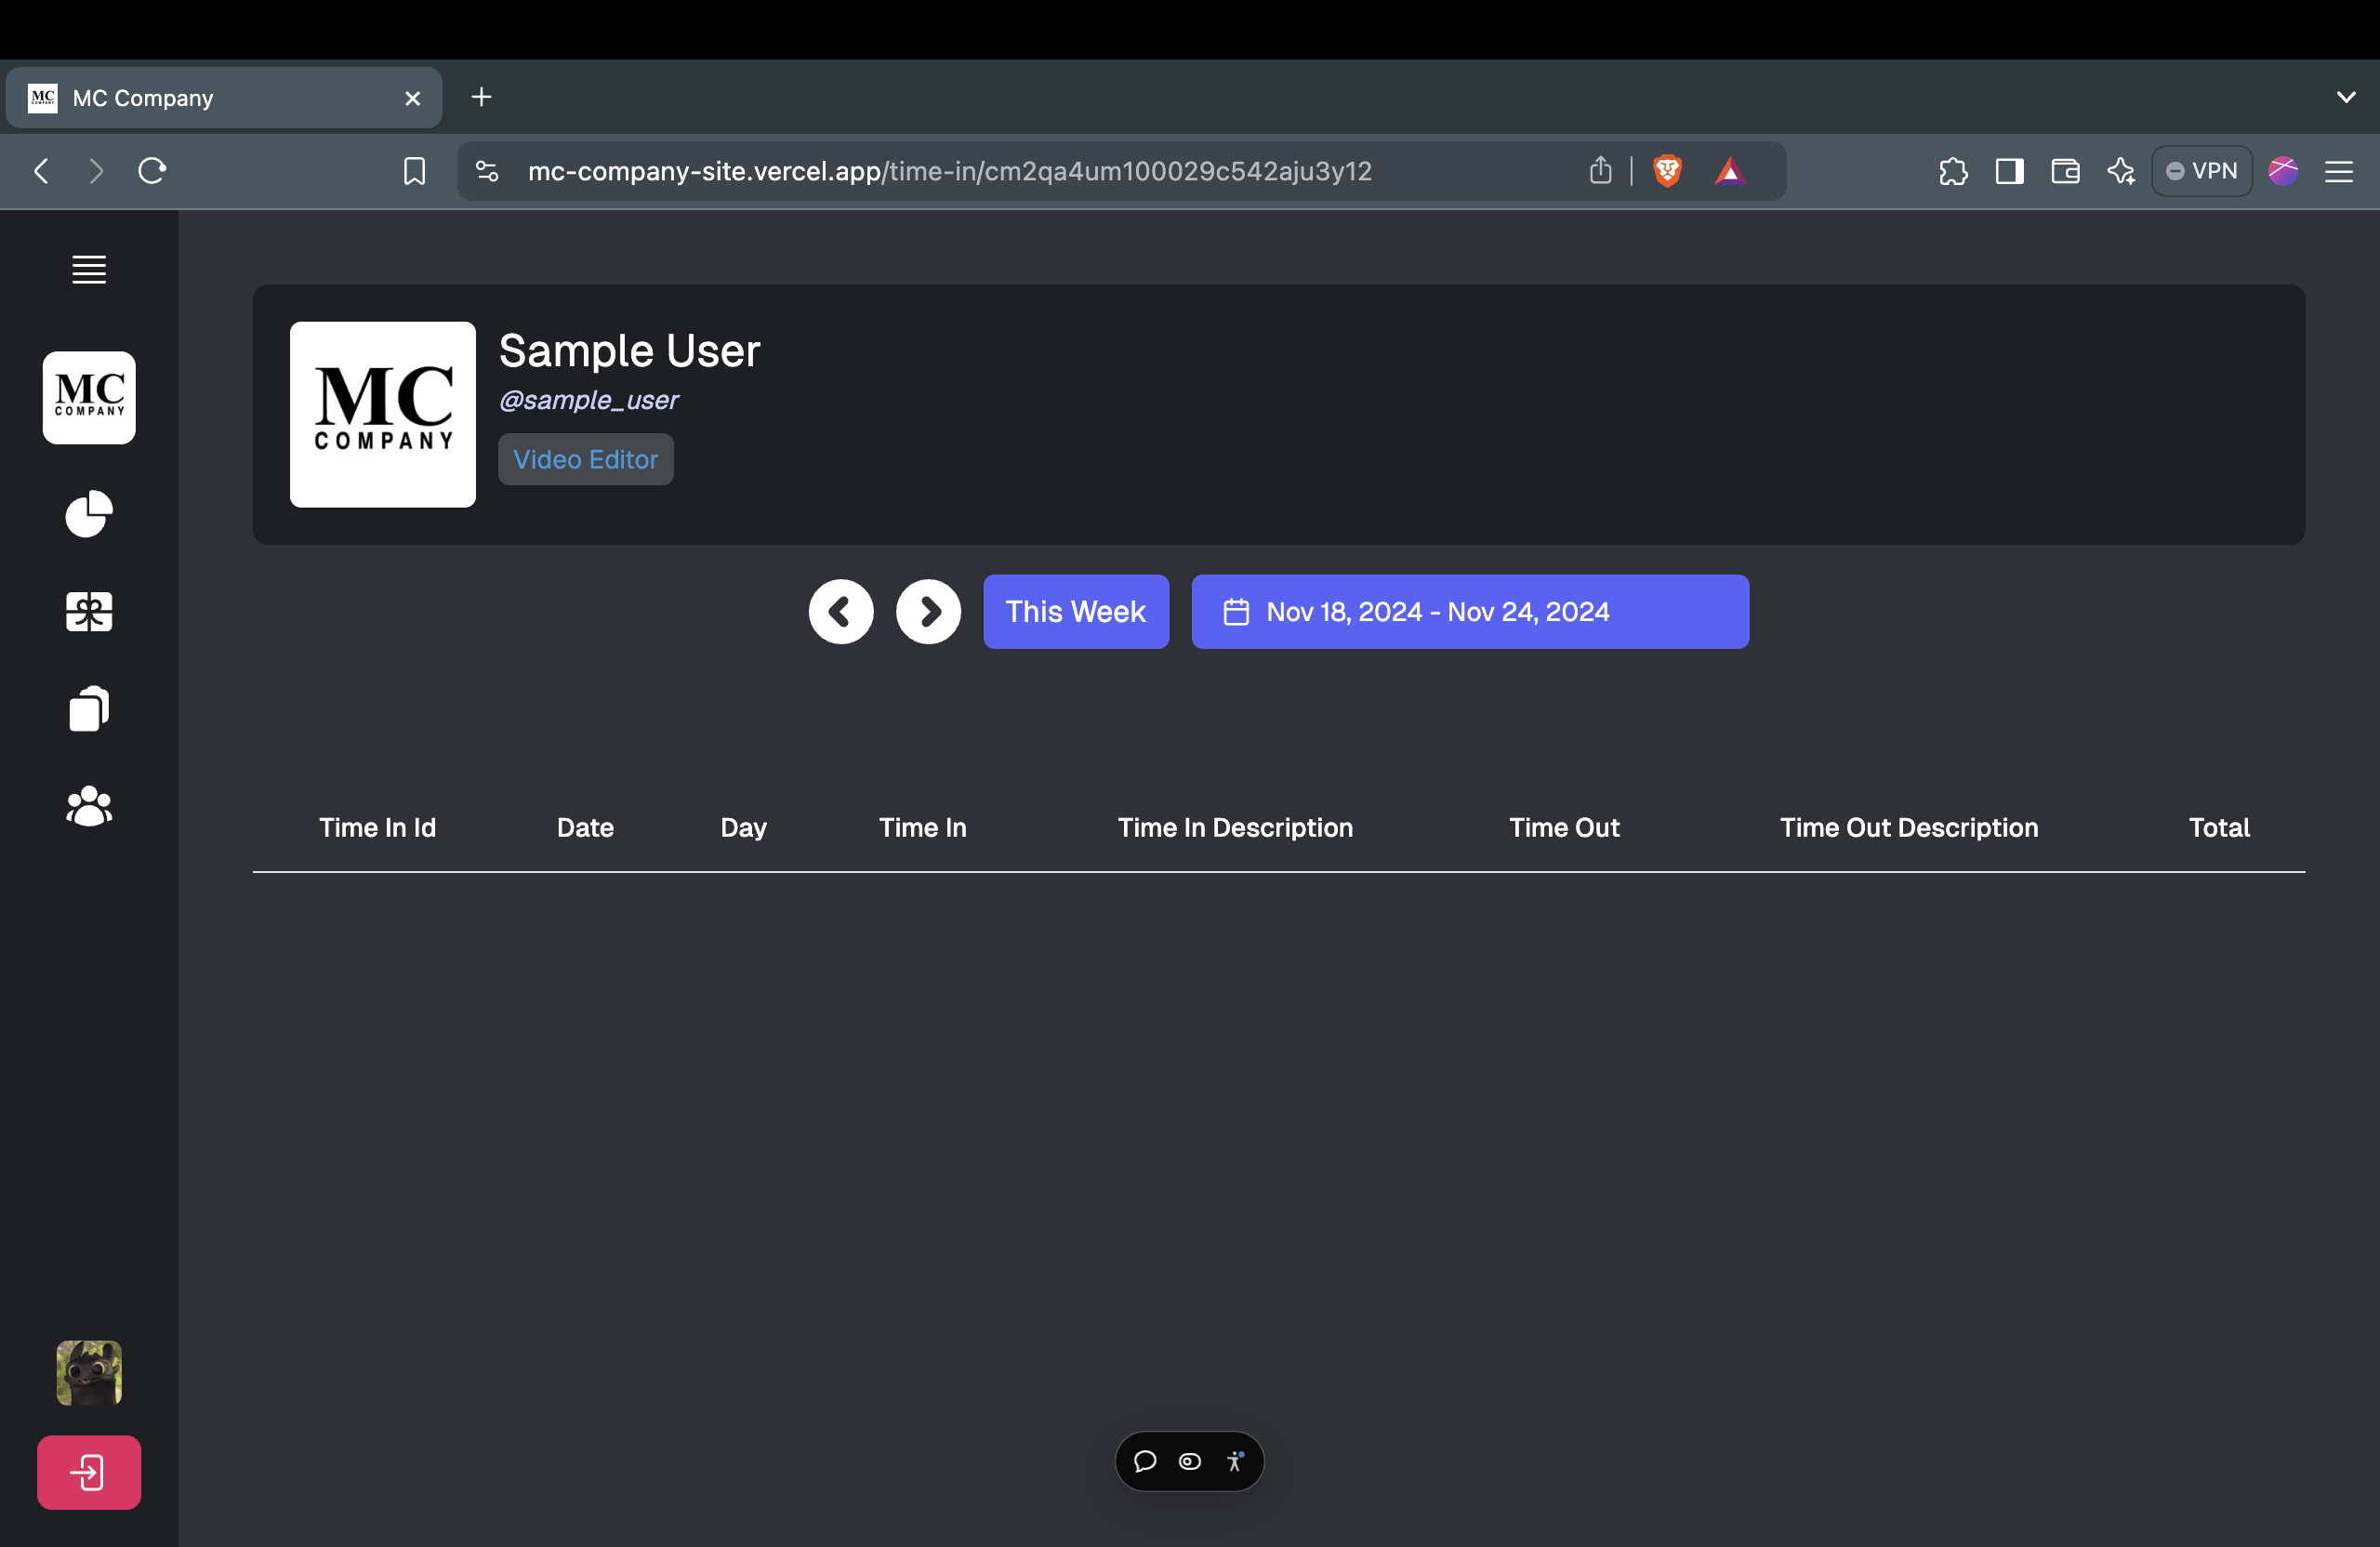 MC COMPANY
MC Company
mc-company-site.vercel.app/time-in/cm2qa4um100029c542aju3y12
VPN
MC
COMPANY
MC
COMPANY
Sample User
@sample_user
Video Editor
This Week
Nov 18, 2024 - Nov 24, 2024
Time In Id
Date
Day
Time In
Time In Description
Time Out
Time Out Description
Total